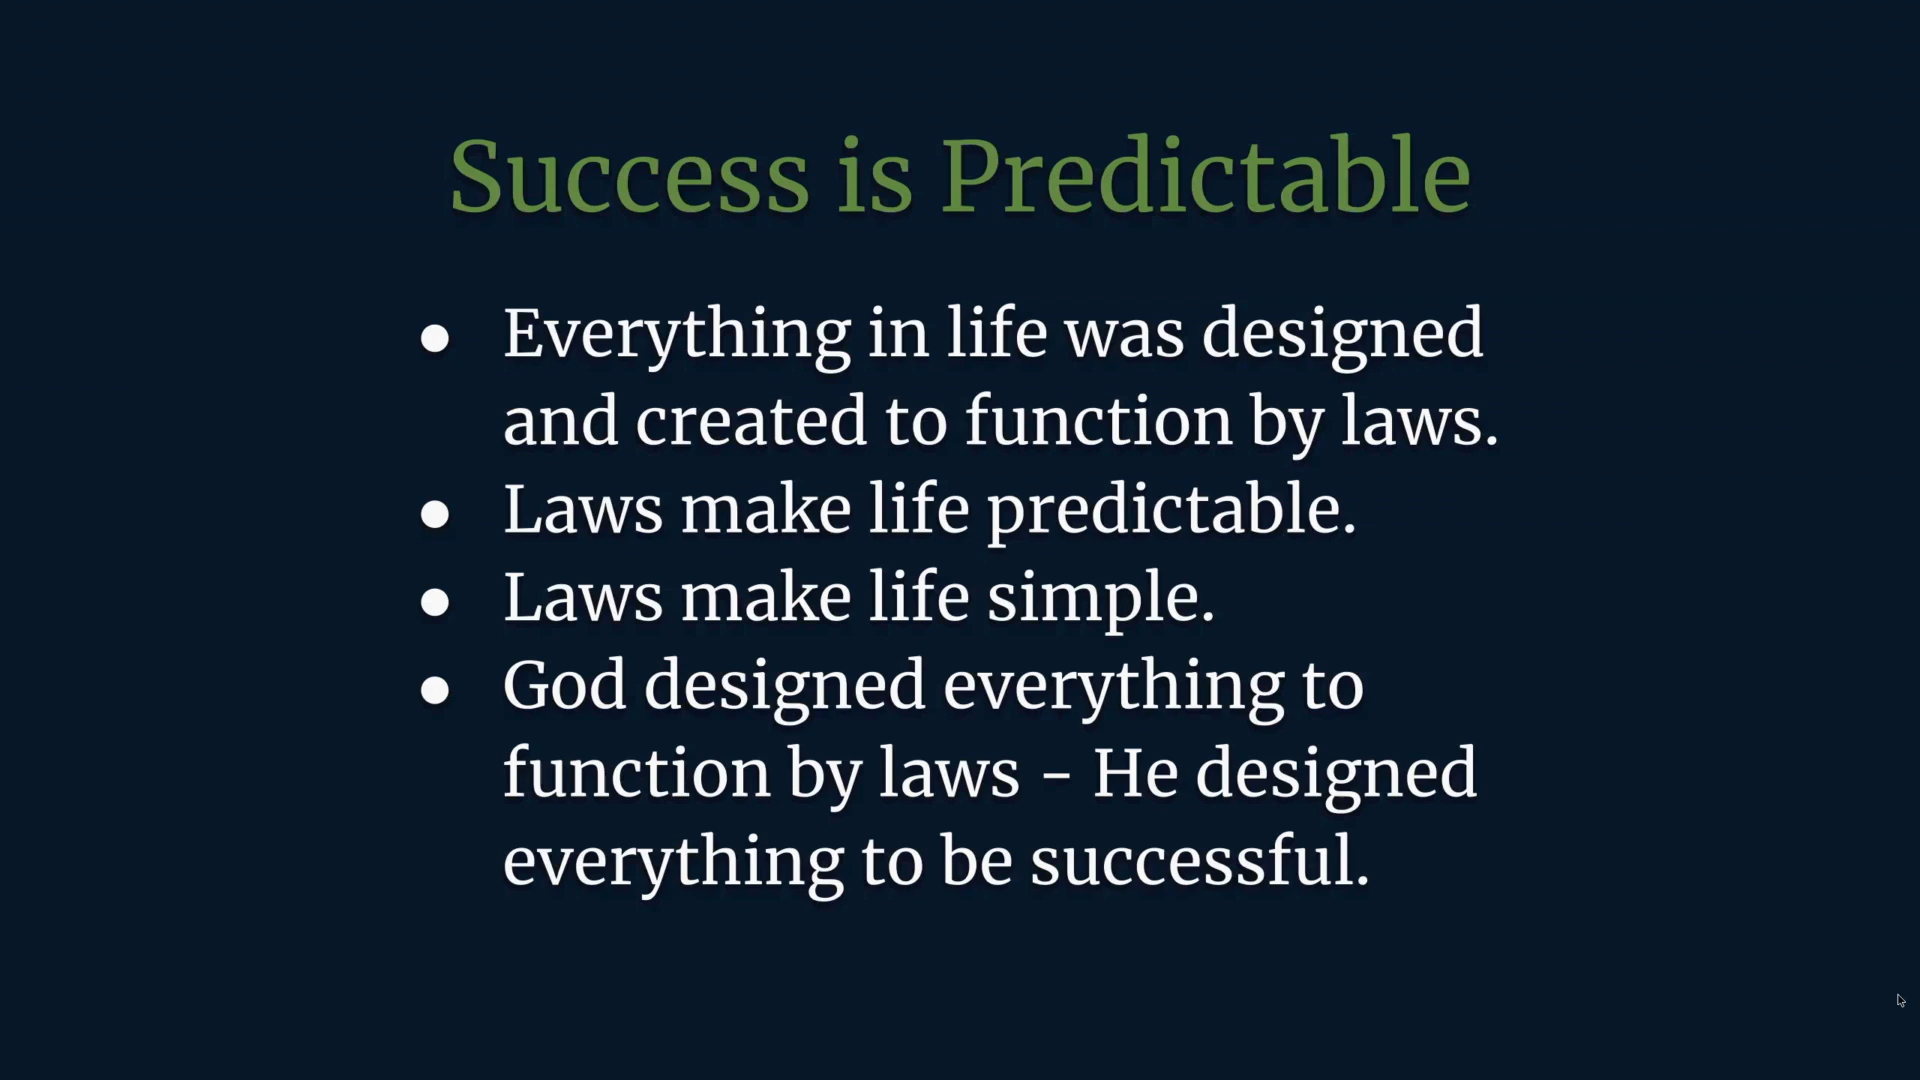 Success is Predictable
● Everything in life was designed
and created to function by laws.
● Laws make life predictable.
● Laws make life simple.
● God designed everything to
function by laws - He designed
everything to be successful.